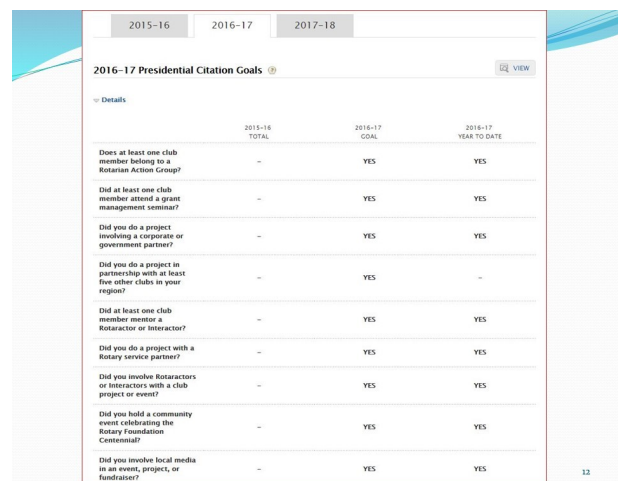 2015-16 2016-17 2017-18
2016-17 Presidential Citation Goals ?
VIEW
Details
2015-16 2016-17 2016-17
TOTAL GOAL YEAR TO DATE
Does at least one club
member belong to a – YES YES
Rotarian Action Group?
Did at least one club
member attend a grant – YES YES
management seminar?
Did you do a project
involving a corporate or – YES YES
government partner?
Did you do a project in
partnership with at least – YES –
five other clubs in your
region?
Did at least one club
member mentor a – YES YES
Rotaractor or Interactor?
Did you do a project with a – YES YES
Rotary service partner?
Did you involve Rotaractors
or Interactors with a club – YES YES
project or event?
Did you hold a community
event celebrating the – YES YES
Rotary Foundation
Centennial?
Did you involve local media
in an event, project, or – YES YES
fundraiser?
12